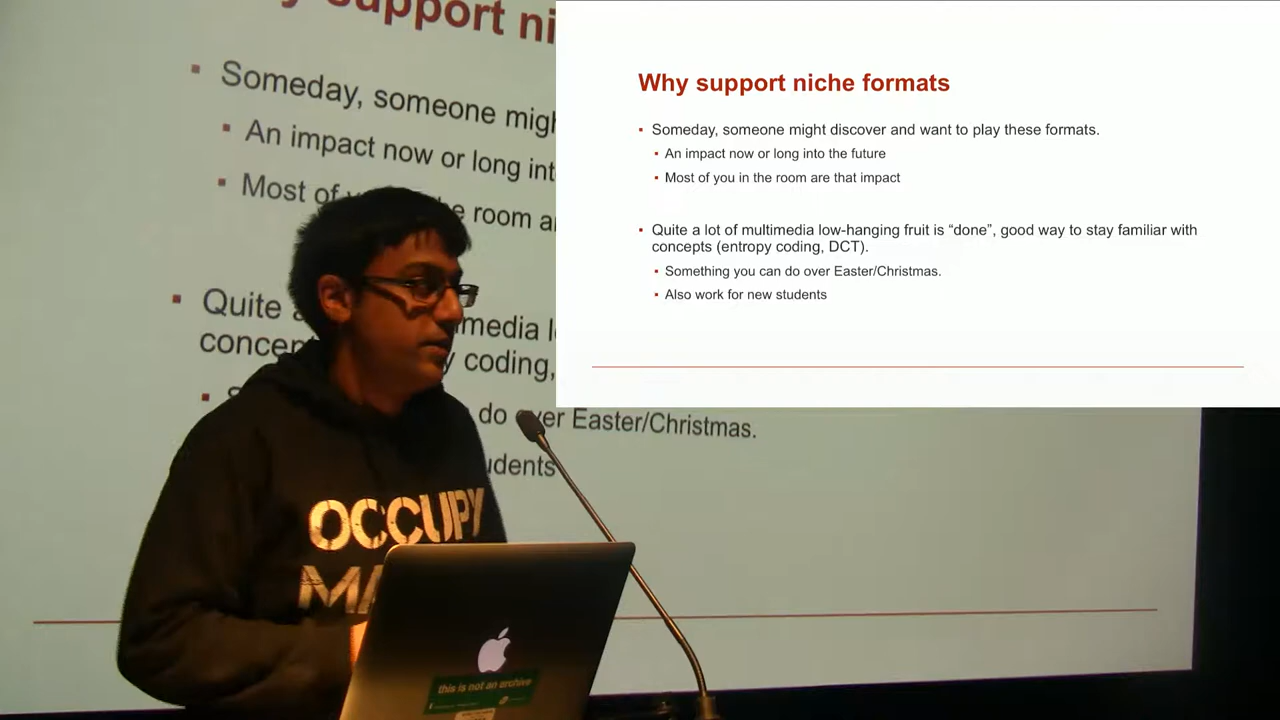 Why support niche formats
Someday, someone might discover and want to play these formats.
An impact now or long into the future
Most of you in the room are that impact
Quite a lot of multimedia low-hanging fruit is “done”, good way to stay familiar with
concepts (entropy coding, DCT).
Something you can do over Easter/Christmas.
Also work for new students
support ni
Someday, someone migh
An impact now or long int
Most of the room a
Quite a media l
concep coding,
do over Easter/Christmas.
udents
OCCUPY
MA
this is not an archive